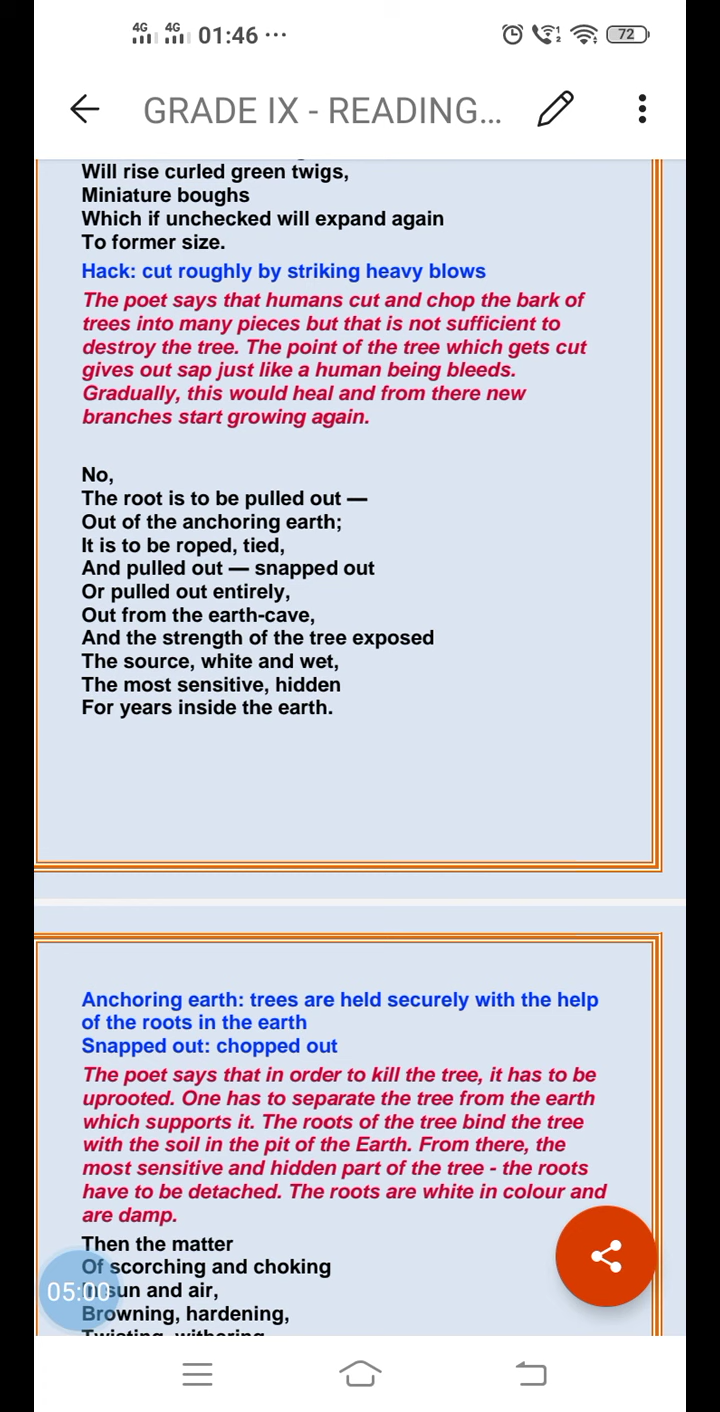 4G 4G 01:46 ··· 72
GRADE IX - READING...
Will rise curled green twigs,
Miniature boughs
Which if unchecked will expand again
To former size.
Hack: cut roughly by striking heavy blows
The poet says that humans cut and chop the bark of
trees into many pieces but that is not sufficient to
destroy the tree. The point of the tree which gets cut
gives out sap just like a human being bleeds.
Gradually, this would heal and from there new
branches start growing again.
No,
The root is to be pulled out —
Out of the anchoring earth;
It is to be roped, tied,
And pulled out — snapped out
Or pulled out entirely,
Out from the earth-cave,
And the strength of the tree exposed
The source, white and wet,
The most sensitive, hidden
For years inside the earth.
Anchoring earth: trees are held securely with the help
of the roots in the earth
Snapped out: chopped out
The poet says that in order to kill the tree, it has to be
uprooted. One has to separate the tree from the earth
which supports it. The roots of the tree bind the tree
with the soil in the pit of the Earth. From there, the
most sensitive and hidden part of the tree - the roots
have to be detached. The roots are white in colour and
are damp.
Then the matter
Of scorching and choking
In sun and air,
05:00
Browning, hardening,
Twisting, withering